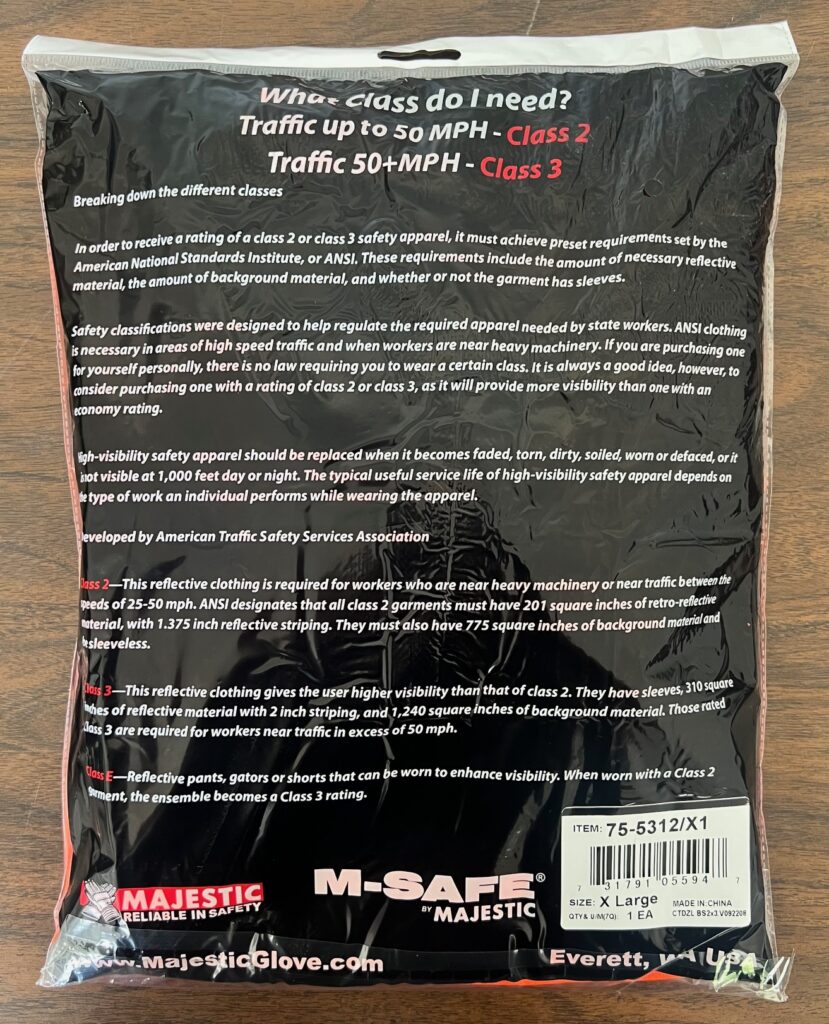 What Class do I need?
Traffic up to 50 MPH - Class 2
Traffic 50+MPH - Class 3
Breaking down the different classes
In order to receive a rating of a class 2 or class 3 safety apparel, it must achieve preset requirements set by the
American National Standards Institute, or ANSI. These requirements include the amount of necessary reflective
material, the amount of background material, and whether or not the garment has sleeves.
Safety classifications were designed to help regulate the required apparel needed by state workers. ANSI clothing
is necessary in areas of high speed traffic and when workers are near heavy machinery. If you are purchasing one
for yourself personally, there is no law requiring you to wear a certain class. It is always a good idea, however, to
consider purchasing one with a rating of class 2 or class 3, as it will provide more visibility than one with an
economy rating.
High-visibility safety apparel should be replaced when it becomes faded, torn, dirty, soiled, worn or defaced, or it
is not visible at 1,000 feet day or night. The typical useful service life of high-visibility safety apparel depends on
the type of work an individual performs while wearing the apparel.
Developed by American Traffic Safety Services Association
Class 2—This reflective clothing is required for workers who are near heavy machinery or near traffic between the
speeds of 25-50 mph. ANSI designates that all class 2 garments must have 201 square inches of retro-reflective
material, with 1.375 inch reflective striping. They must also have 775 square inches of background material and
be sleeveless.
Class 3—This reflective clothing gives the user higher visibility than that of class 2. They have sleeves, 310 square
inches of reflective material with 2 inch striping, and 1,240 square inches of background material. Those rated
Class 3 are required for workers near traffic in excess of 50 mph.
Class E—Reflective pants, gators or shorts that can be worn to enhance visibility. When worn with a Class 2
garment, the ensemble becomes a Class 3 rating.
ITEM: 75-5312/X1
7 31791 05594 7
SIZE: X Large MADE IN:CHINA
QTY& U/M(7Q): 1 EA CTDZL BS2x3.V092208
MAJESTIC
RELIABLE IN SAFETY
M-SAFE®
BY MAJESTIC
www.MajesticGlove.com
Everett, WA USA